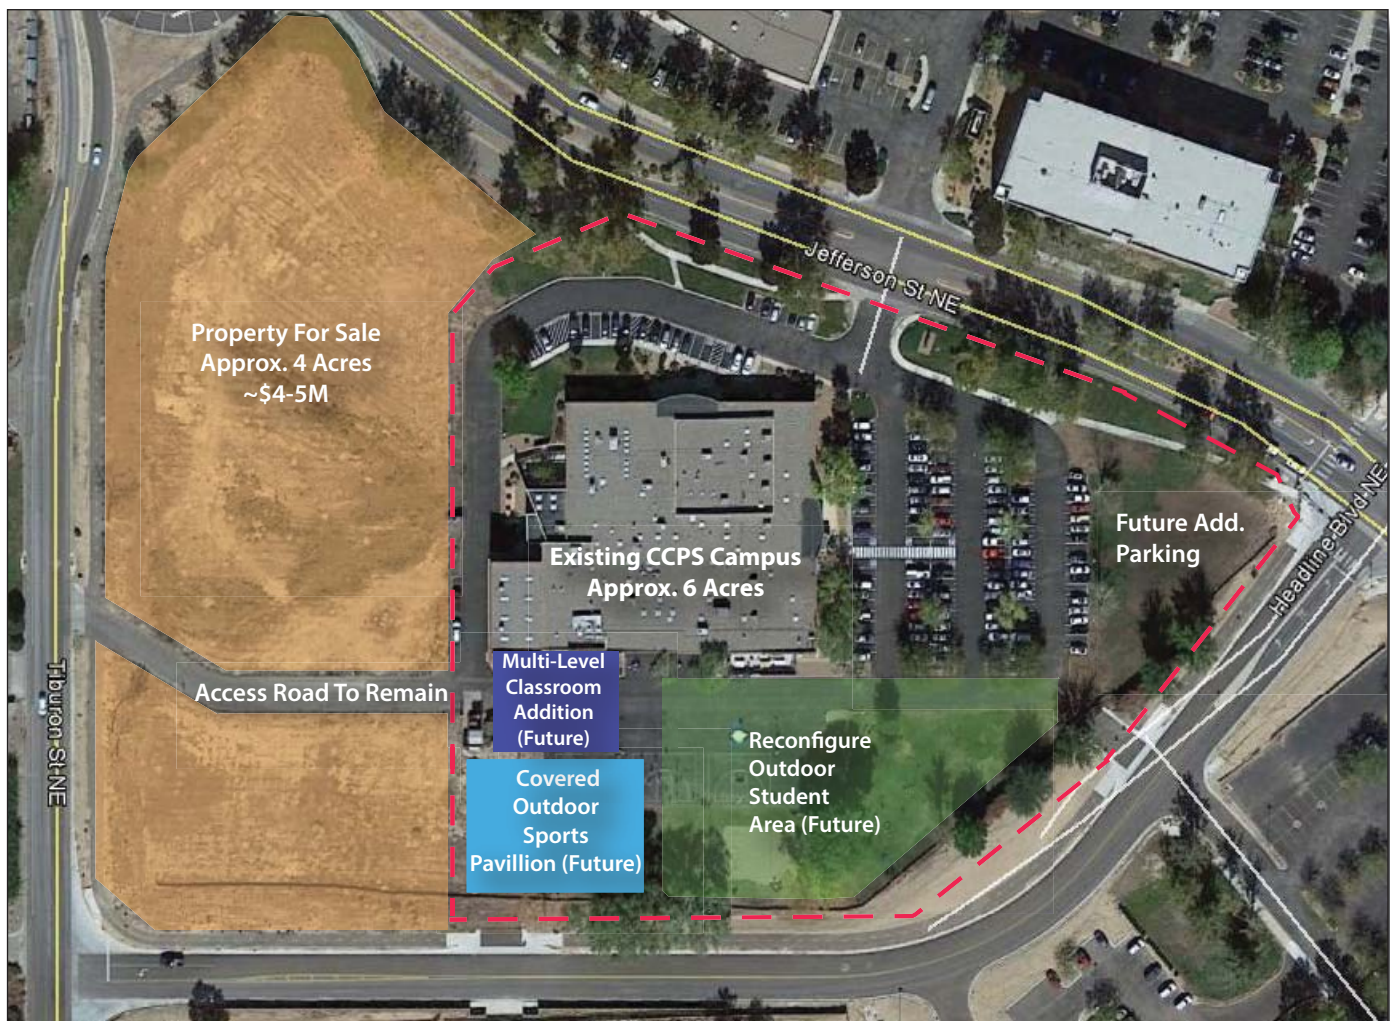 Jefferson St NE
Property For Sale
Approx. 4 Acres
~$4-5M
Future Add.
Parking
Headline Blvd NE
Existing CCPS Campus
Approx. 6 Acres
Multi-Level
Classroom
Addition
(Future)
Access Road To Remain
Tiburon St NE
Reconfigure
Outdoor
Student
Area (Future)
Covered
Outdoor
Sports
Pavillion (Future)